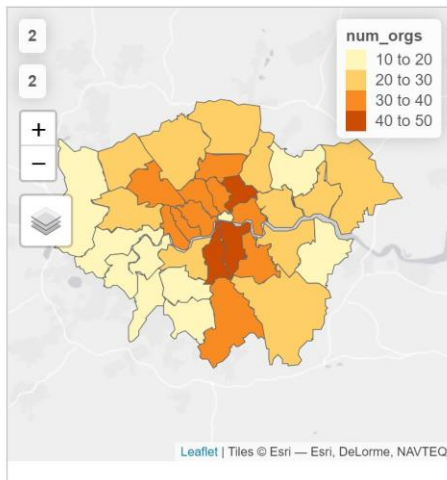 2
2
+
−
num_orgs
10 to 20
20 to 30
30 to 40
40 to 50
Leaflet | Tiles © Esri — Esri, DeLorme, NAVTEQ